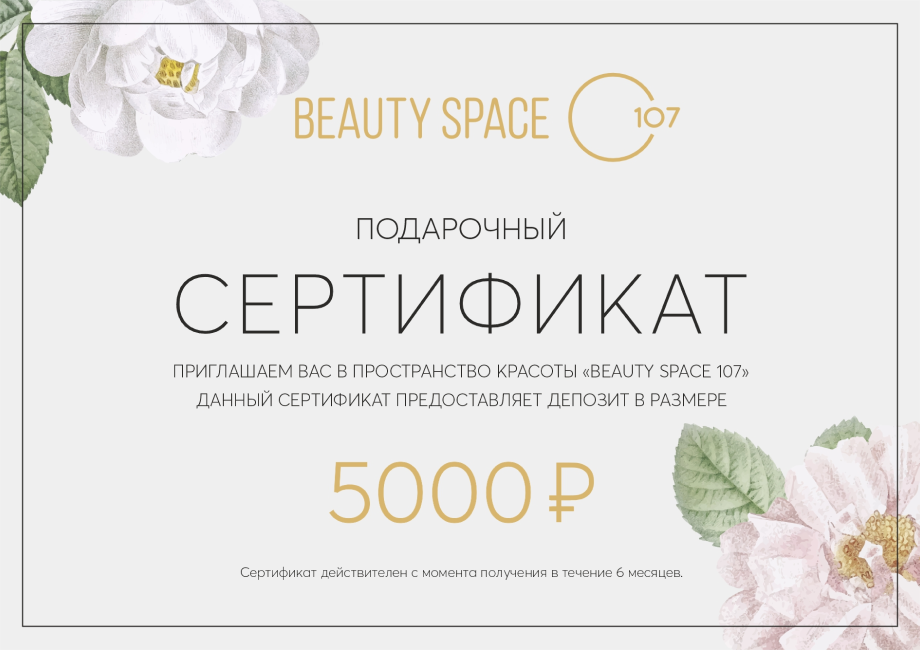 BEAUTY SPACE 107
ПОДАРОЧНЫЙ
СЕРТИФИКАТ
ПРИГЛАШАЕМ ВАС В ПРОСТРАНСТВО КРАСОТЫ «BEAUTY SPACE 107»
ДАННЫЙ СЕРТИФИКАТ ПРЕДОСТАВЛЯЕТ ДЕПОЗИТ В РАЗМЕРЕ
5000 ₽
Сертификат действителен с момента получения в течение 6 месяцев.